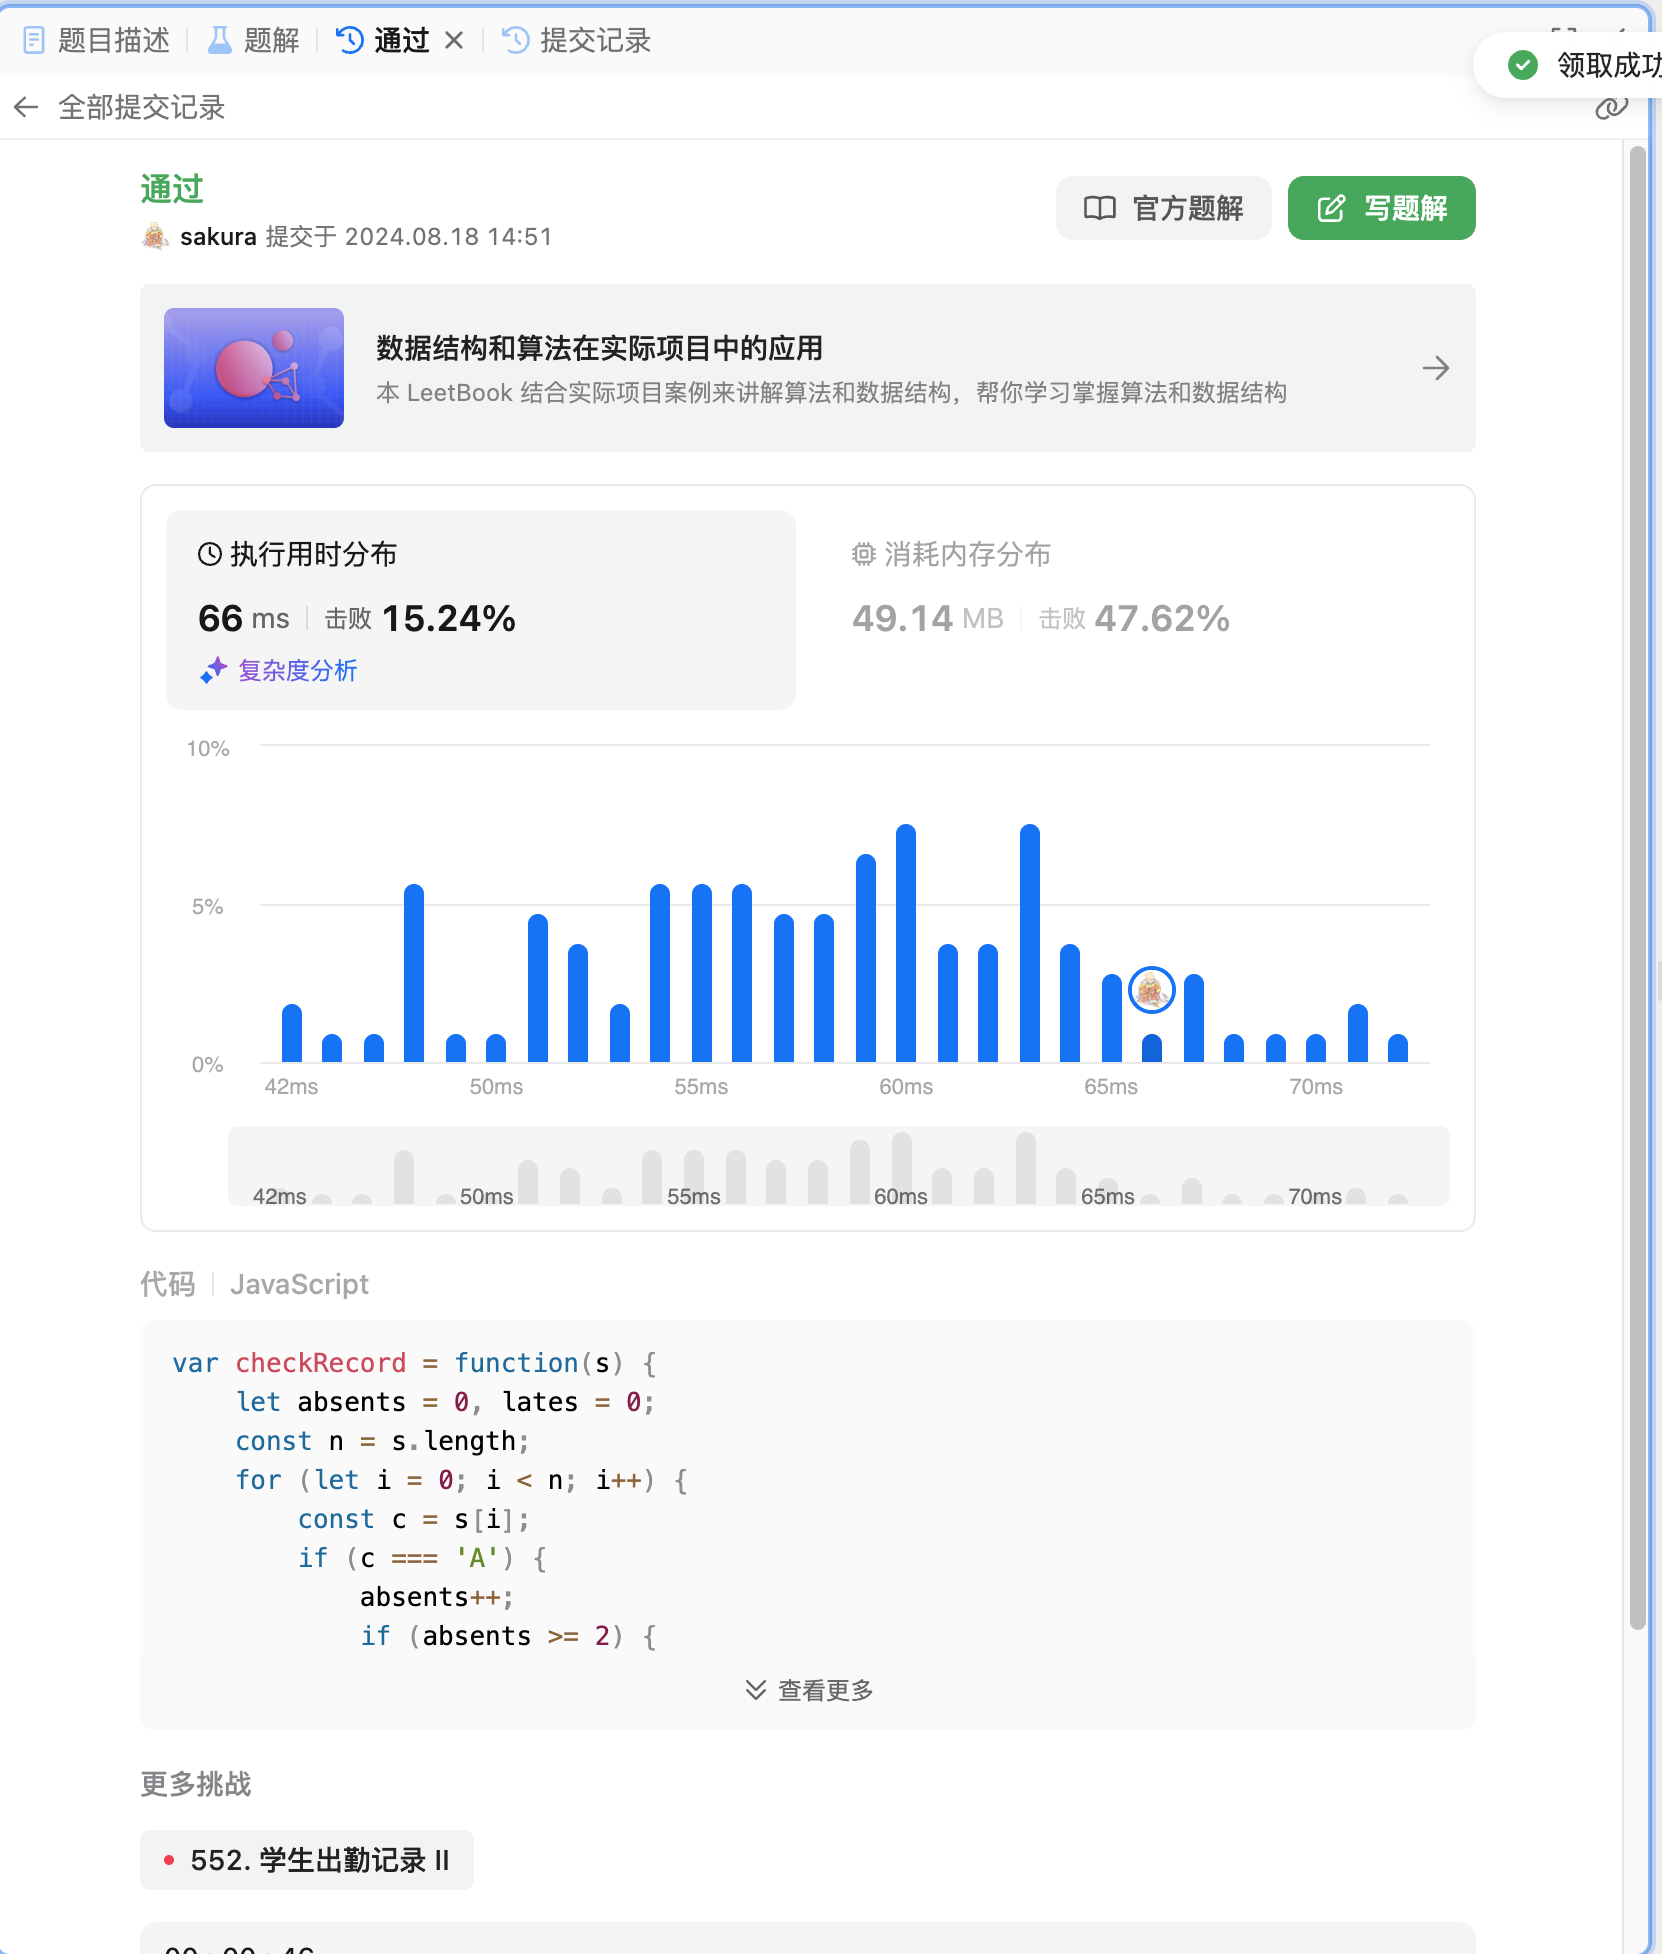 题目描述 题解 通过 提交记录
领取成功
全部提交记录
通过
官方题解 写题解
sakura 提交于 2024.08.18 14:51
数据结构和算法在实际项目中的应用
本 LeetBook 结合实际项目案例来讲解算法和数据结构，帮你学习掌握算法和数据结构
执行用时分布 消耗内存分布
66 ms 击败 15.24% 49.14 MB 击败 47.62%
复杂度分析
10%
5%
0%
42ms 50ms 55ms 60ms 65ms 70ms
42ms 50ms 55ms 60ms 65ms 70ms
代码 JavaScript
var checkRecord = function(s) {
    let absents = 0, lates = 0;
    const n = s.length;
    for (let i = 0; i < n; i++) {
        const c = s[i];
        if (c === 'A') {
            absents++;
            if (absents >= 2) {
查看更多
更多挑战
552. 学生出勤记录 II
00 : 00 : 46